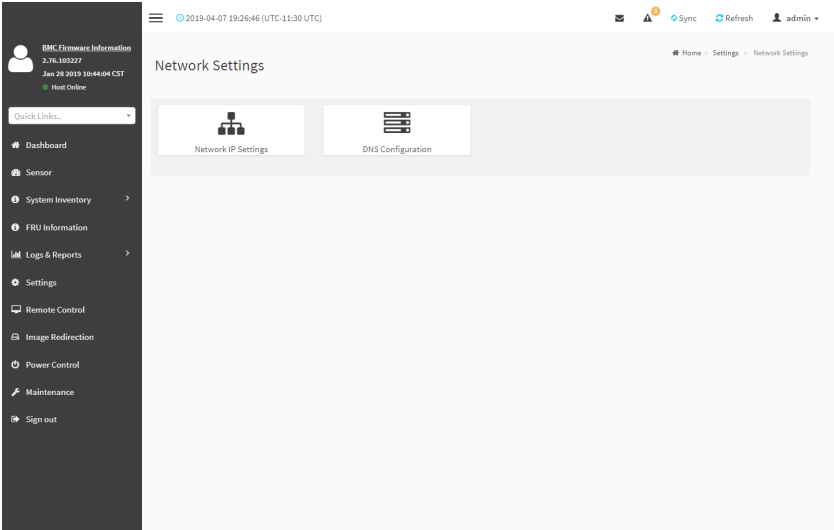 2019-04-07 19:26:46 (UTC-11:30 UTC)
3
Sync
Refresh
admin
BMC Firmware Information
2.76.103227
Jan 28 2019 10:44:04 CST
Host Online
Quick Links..
Dashboard
Sensor
System Inventory
FRU Information
Logs & Reports
Settings
Remote Control
Image Redirection
Power Control
Maintenance
Sign out
Network Settings
Home > Settings > Network Settings
Network IP Settings
DNS Configuration